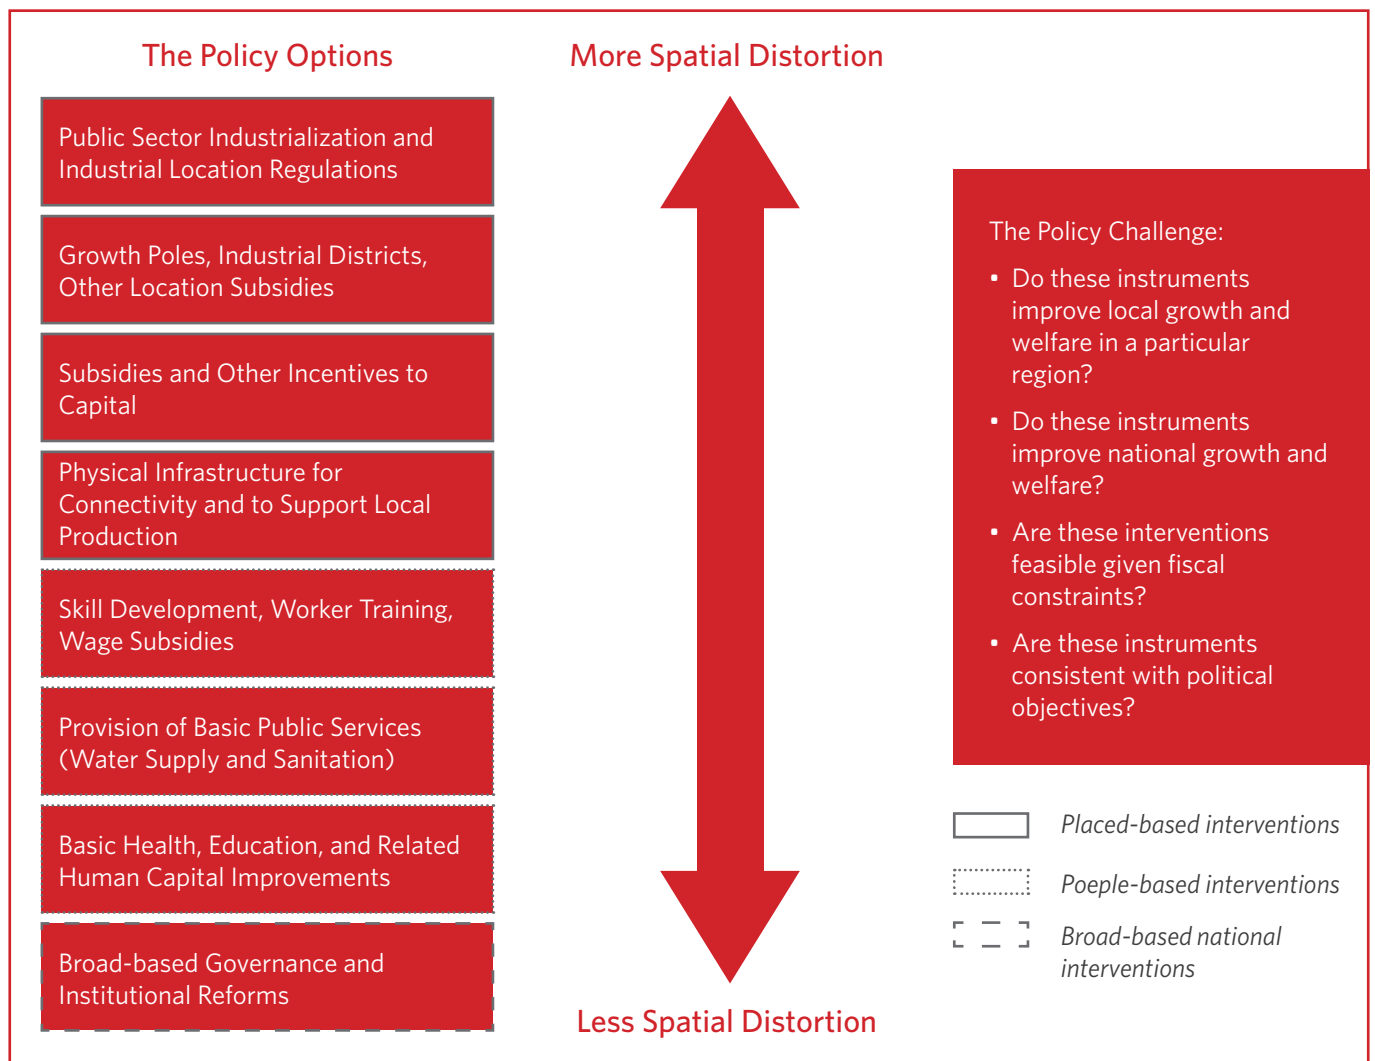 The Policy Options
Public Sector Industrialization and
Industrial Location Regulations
Growth Poles, Industrial Districts,
Other Location Subsidies
Subsidies and Other Incentives to
Capital
Physical Infrastructure for
Connectivity and to Support Local
Production
Skill Development, Worker Training,
Wage Subsidies
Provision of Basic Public Services
(Water Supply and Sanitation)
Basic Health, Education, and Related
Human Capital Improvements
Broad-based Governance and
Institutional Reforms
More Spatial Distortion
Less Spatial Distortion
The Policy Challenge:
• Do these instruments
improve local growth and
welfare in a particular
region?
• Do these instruments
improve national growth and
welfare?
• Are these interventions
feasible given fiscal
constraints?
• Are these instruments
consistent with political
objectives?
Placed-based interventions
Poeple-based interventions
Broad-based national
interventions